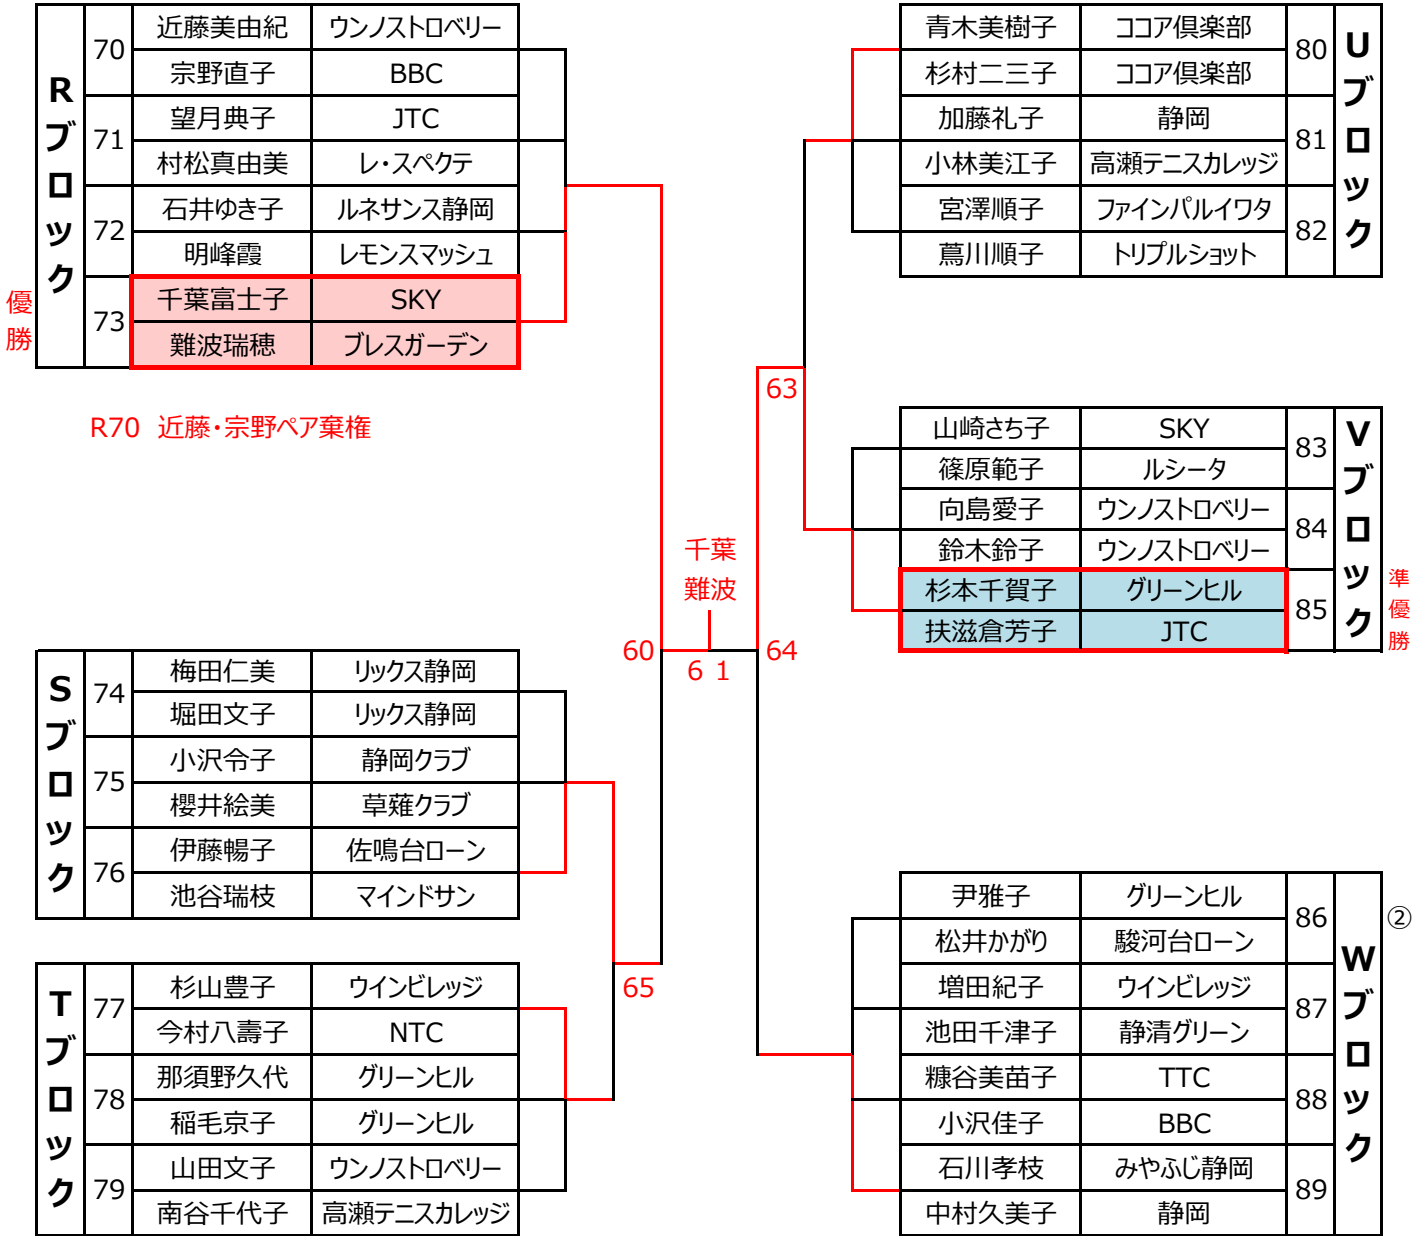 Rブロック
70
近藤美由紀 ウンノストロベリー
宗野直子 BBC
71
望月典子 JTC
村松真由美 レ・スペクテ
72
石井ゆき子 ルネサンス静岡
明峰霞 レモンスマッシュ
73
千葉富士子 SKY
難波瑞穂 ブレスガーデン
優勝
R70 近藤・宗野ペア棄権
Sブロック
74
梅田仁美 リックス静岡
堀田文子 リックス静岡
75
小沢令子 静岡クラブ
櫻井絵美 草薙クラブ
76
伊藤暢子 佐鳴台ローン
池谷瑞枝 マインドサン
Tブロック
77
杉山豊子 ウインビレッジ
今村八壽子 NTC
78
那須野久代 グリーンヒル
稲毛京子 グリーンヒル
79
山田文子 ウンノストロベリー
南谷千代子 高瀬テニスカレッジ
65
60
千葉
難波
6 1
64
63
Uブロック
青木美樹子 ココア倶楽部
80
杉村二三子 ココア倶楽部
加藤礼子 静岡
81
小林美江子 高瀬テニスカレッジ
宮澤順子 ファインパルイワタ
82
蔦川順子 トリプルショット
Vブロック
山崎さち子 SKY
83
篠原範子 ルシータ
向島愛子 ウンノストロベリー
84
鈴木鈴子 ウンノストロベリー
杉本千賀子 グリーンヒル
85
扶滋倉芳子 JTC
準優勝
Wブロック
尹雅子 グリーンヒル
86
②
松井かがり 駿河台ローン
増田紀子 ウインビレッジ
87
池田千津子 静清グリーン
糠谷美苗子 TTC
88
小沢佳子 BBC
石川孝枝 みやふじ静岡
89
中村久美子 静岡